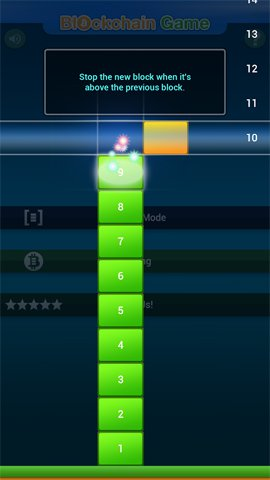 14
Blockchain Game
13
Stop the new block when it's
above the previous block.
12
11
10
9
8
Mode
7
ng
6
5
4
3
2
1